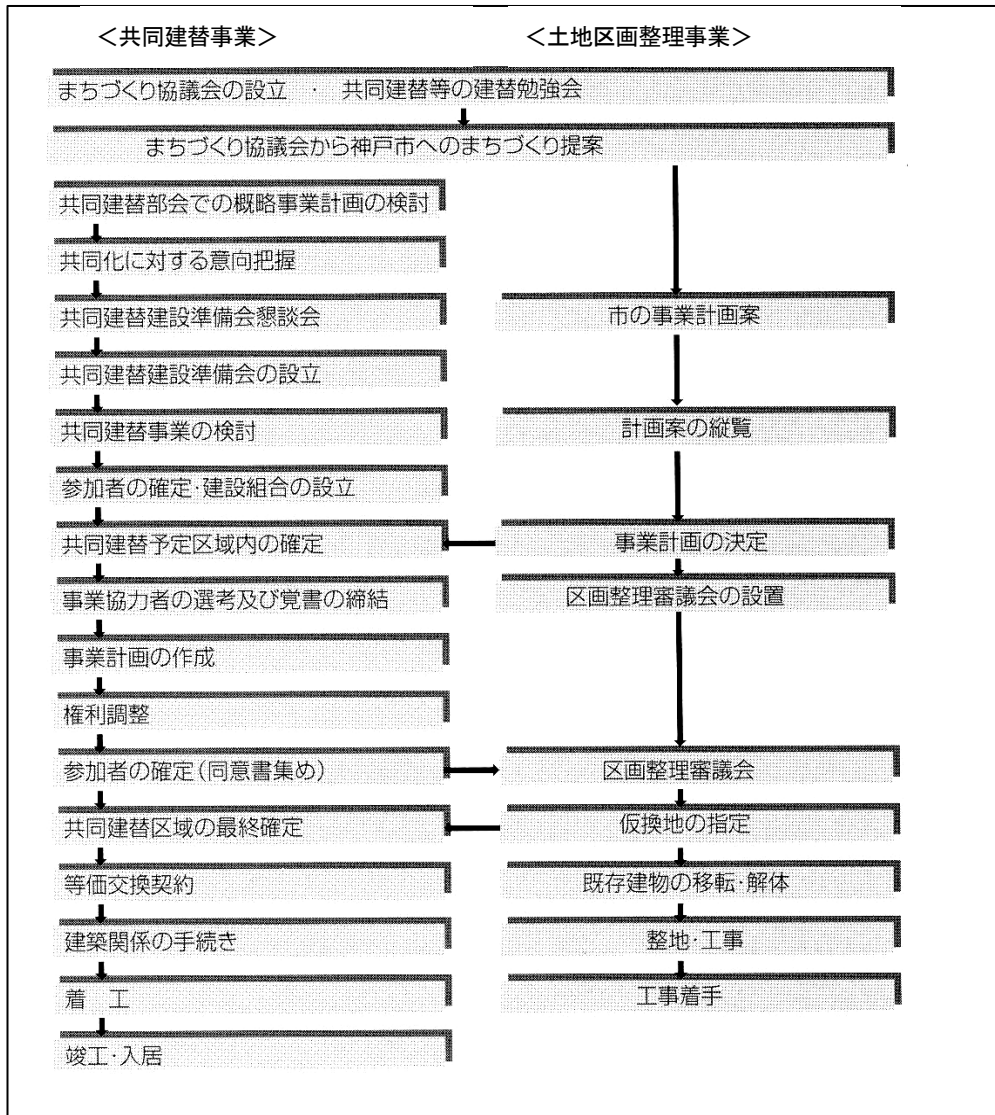 ＜共同建替事業＞
＜土地区画整理事業＞
まちづくり協議会の設立 ・ 共同建替等の建替勉強会
まちづくり協議会から神戸市へのまちづくり提案
共同建替部会での概略事業計画の検討
共同化に対する意向把握
共同建替建設準備会懇談会
共同建替建設準備会の設立
共同建替事業の検討
参加者の確定・建設組合の設立
共同建替予定区域内の確定
事業協力者の選考及び覚書の締結
事業計画の作成
権利調整
参加者の確定（同意書集め）
共同建替区域の最終確定
等価交換契約
建築関係の手続き
着　工
竣工・入居
市の事業計画案
計画案の縦覧
事業計画の決定
区画整理審議会の設置
区画整理審議会
仮換地の指定
既存建物の移転・解体
整地・工事
工事着手